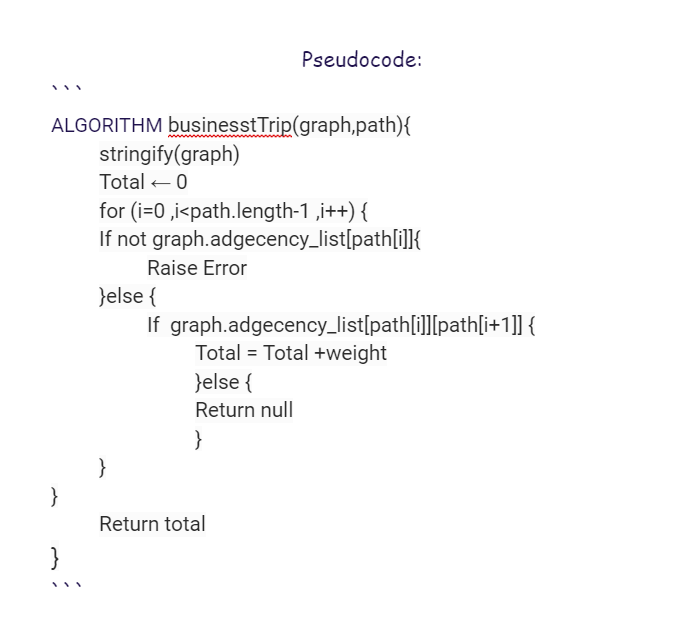 Pseudocode:
```
ALGORITHM businesstTrip(graph,path){
stringify(graph)
Total ← 0
for (i=0 ,i<path.length-1 ,i++) {
If not graph.adgecency_list[path[i]]{
Raise Error
}else {
If  graph.adgecency_list[path[i]][path[i+1]] {
Total = Total +weight
}else {
Return null
}
}
}
Return total
}
```